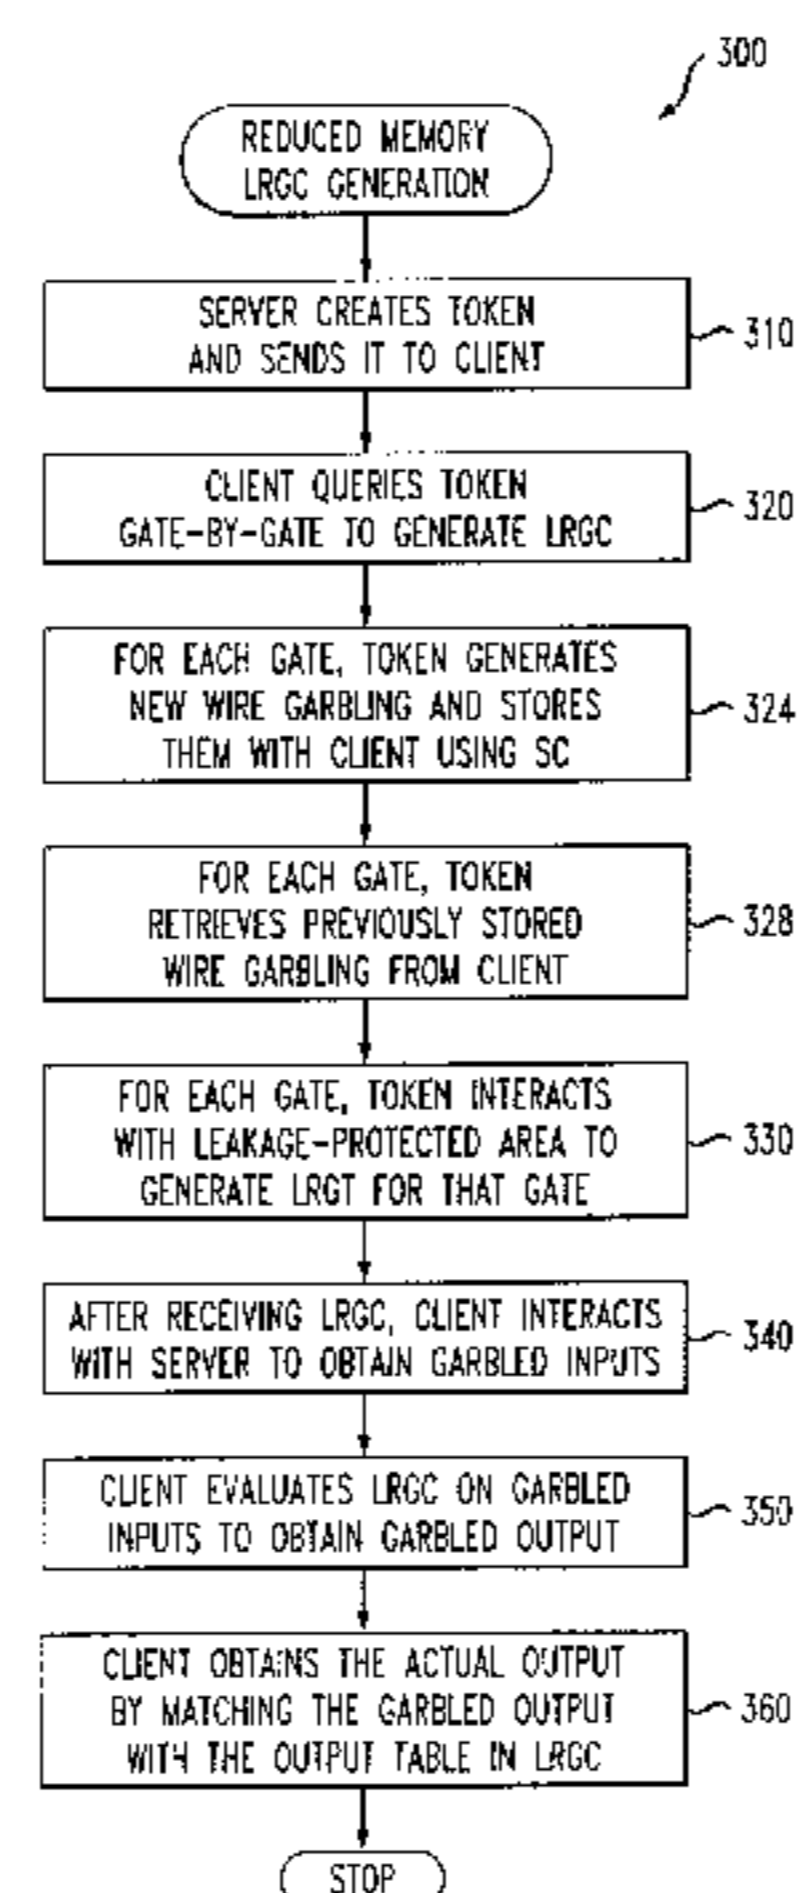 300
REDUCED MEMORY
LRGC GENERATION
SERVER CREATES TOKEN
AND SENDS IT TO CLIENT
310
CLIENT QUERIES TOKEN
GATE-BY-GATE TO GENERATE LRGC
320
FOR EACH GATE, TOKEN GENERATES
NEW WIRE GARBLING AND STORES
THEM WITH CLIENT USING SC
324
FOR EACH GATE, TOKEN
RETRIEVES PREVIOUSLY STORED
WIRE GARBLING FROM CLIENT
328
FOR EACH GATE, TOKEN INTERACTS
WITH LEAKAGE-PROTECTED AREA TO
GENERATE LRGT FOR THAT GATE
330
AFTER RECEIVING LRGC, CLIENT INTERACTS
WITH SERVER TO OBTAIN GARBLED INPUTS
340
CLIENT EVALUATES LRGC ON GARBLED
INPUTS TO OBTAIN GARBLED OUTPUT
350
CLIENT OBTAINS THE ACTUAL OUTPUT
BY MATCHING THE GARBLED OUTPUT
WITH THE OUTPUT TABLE IN LRGC
360
STOP